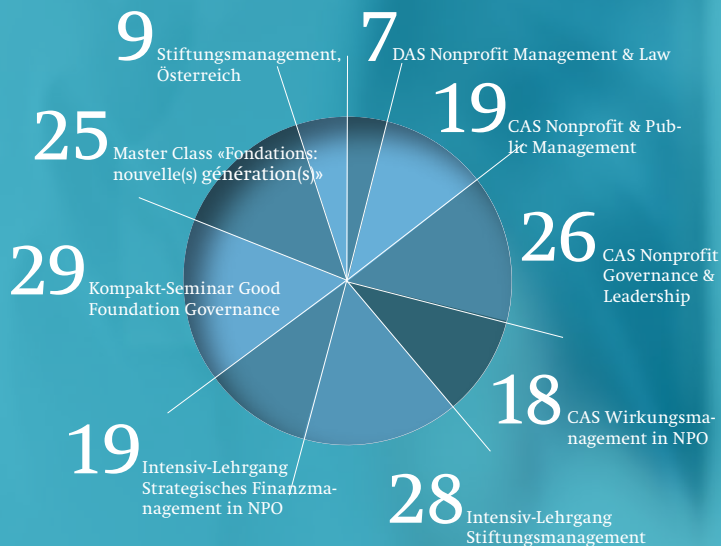 9
Stiftungsmanagement,
Österreich
7
DAS Nonprofit Management & Law
19
CAS Nonprofit & Pub-
lic Management
25
Master Class «Fondations:
nouvelle(s) génération(s)»
26
CAS Nonprofit
Governance &
Leadership
29
Kompakt-Seminar Good
Foundation Governance
18
CAS Wirkungsma-
nagement in NPO
19
Intensiv-Lehrgang
Strategisches Finanzma-
nagement in NPO
28
Intensiv-Lehrgang
Stiftungsmanagement